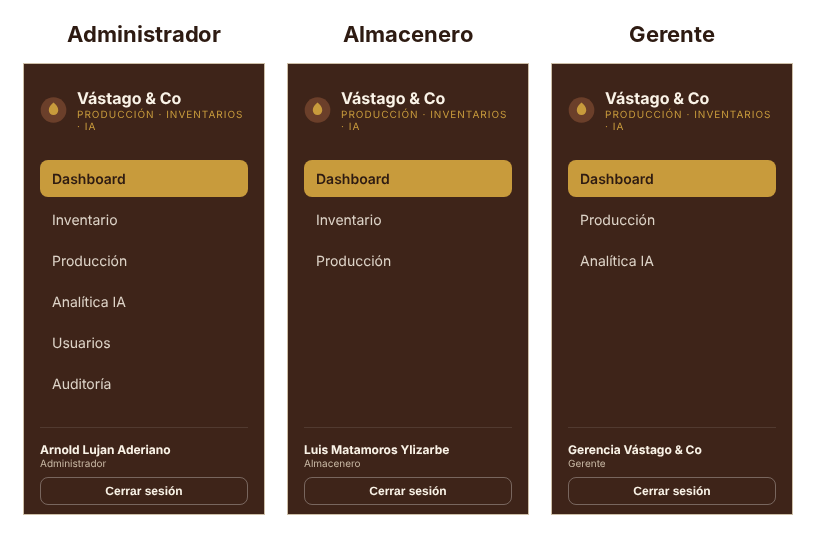 Administrador
Vástago & Co
PRODUCCIÓN · INVENTARIOS
· IA
Dashboard
Inventario
Producción
Analítica IA
Usuarios
Auditoría
Arnold Lujan Aderiano
Administrador
Cerrar sesión
Almacenero
Vástago & Co
PRODUCCIÓN · INVENTARIOS
· IA
Dashboard
Inventario
Producción
Luis Matamoros Ylizarbe
Almacenero
Cerrar sesión
Gerente
Vástago & Co
PRODUCCIÓN · INVENTARIOS
· IA
Dashboard
Producción
Analítica IA
Gerencia Vástago & Co
Gerente
Cerrar sesión